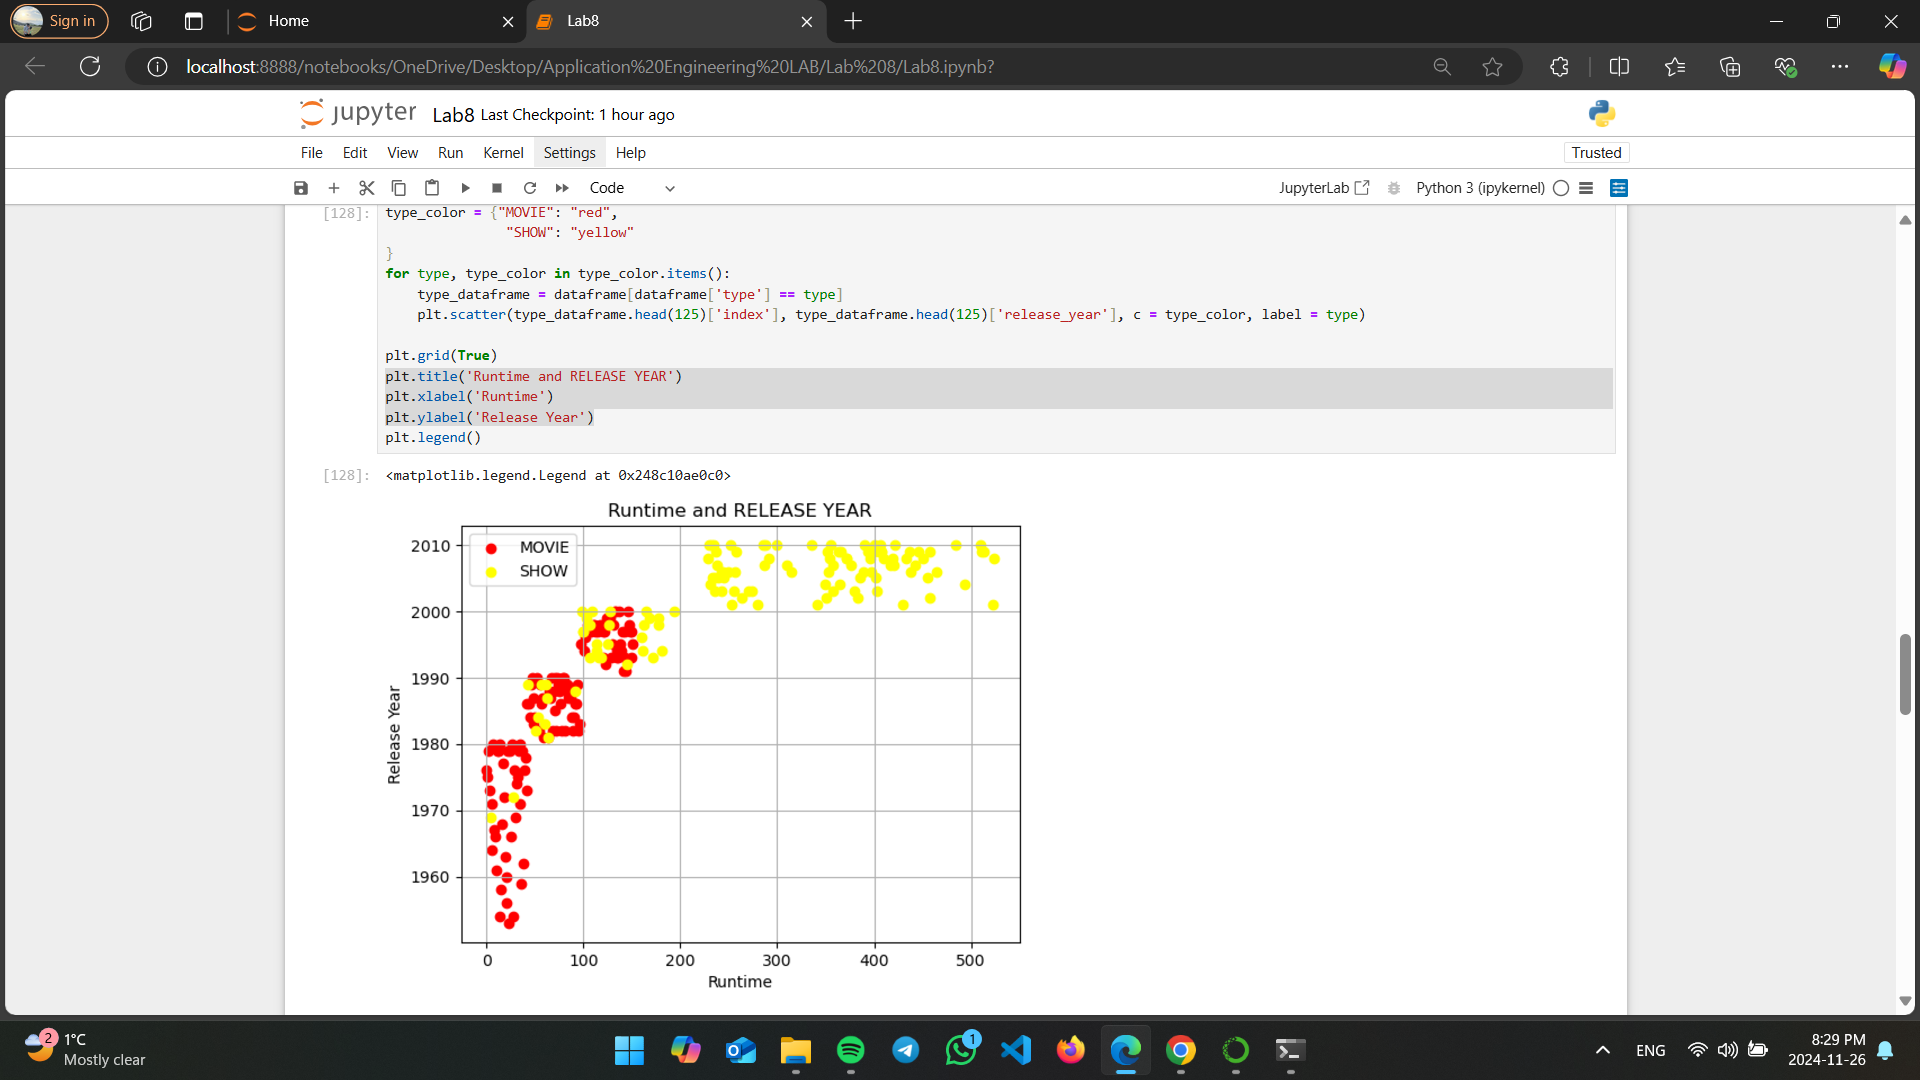 Sign in
Home
Lab8
localhost:8888/notebooks/OneDrive/Desktop/Application%20Engineering%20LAB/Lab%208/Lab8.ipynb?
jupyter Lab8 Last Checkpoint: 1 hour ago
File Edit View Run Kernel Settings Help Trusted
Code JupyterLab Python 3 (ipykernel)
[128]: type_color = {"MOVIE": "red",
"SHOW": "yellow"
}
for type, type_color in type_color.items():
type_dataframe = dataframe[dataframe['type'] == type]
plt.scatter(type_dataframe.head(125)['index'], type_dataframe.head(125)['release_year'], c = type_color, label = type)
plt.grid(True)
plt.title('Runtime and RELEASE YEAR')
plt.xlabel('Runtime')
plt.ylabel('Release Year')
plt.legend()
[128]: <matplotlib.legend.Legend at 0x248c10ae0c0>
Runtime and RELEASE YEAR
MOVIE
SHOW
2010
2000
1990
1980
1970
1960
Release Year
0 100 200 300 400 500
Runtime
2
1°C
Mostly clear
1
ENG
8:29 PM
2024-11-26